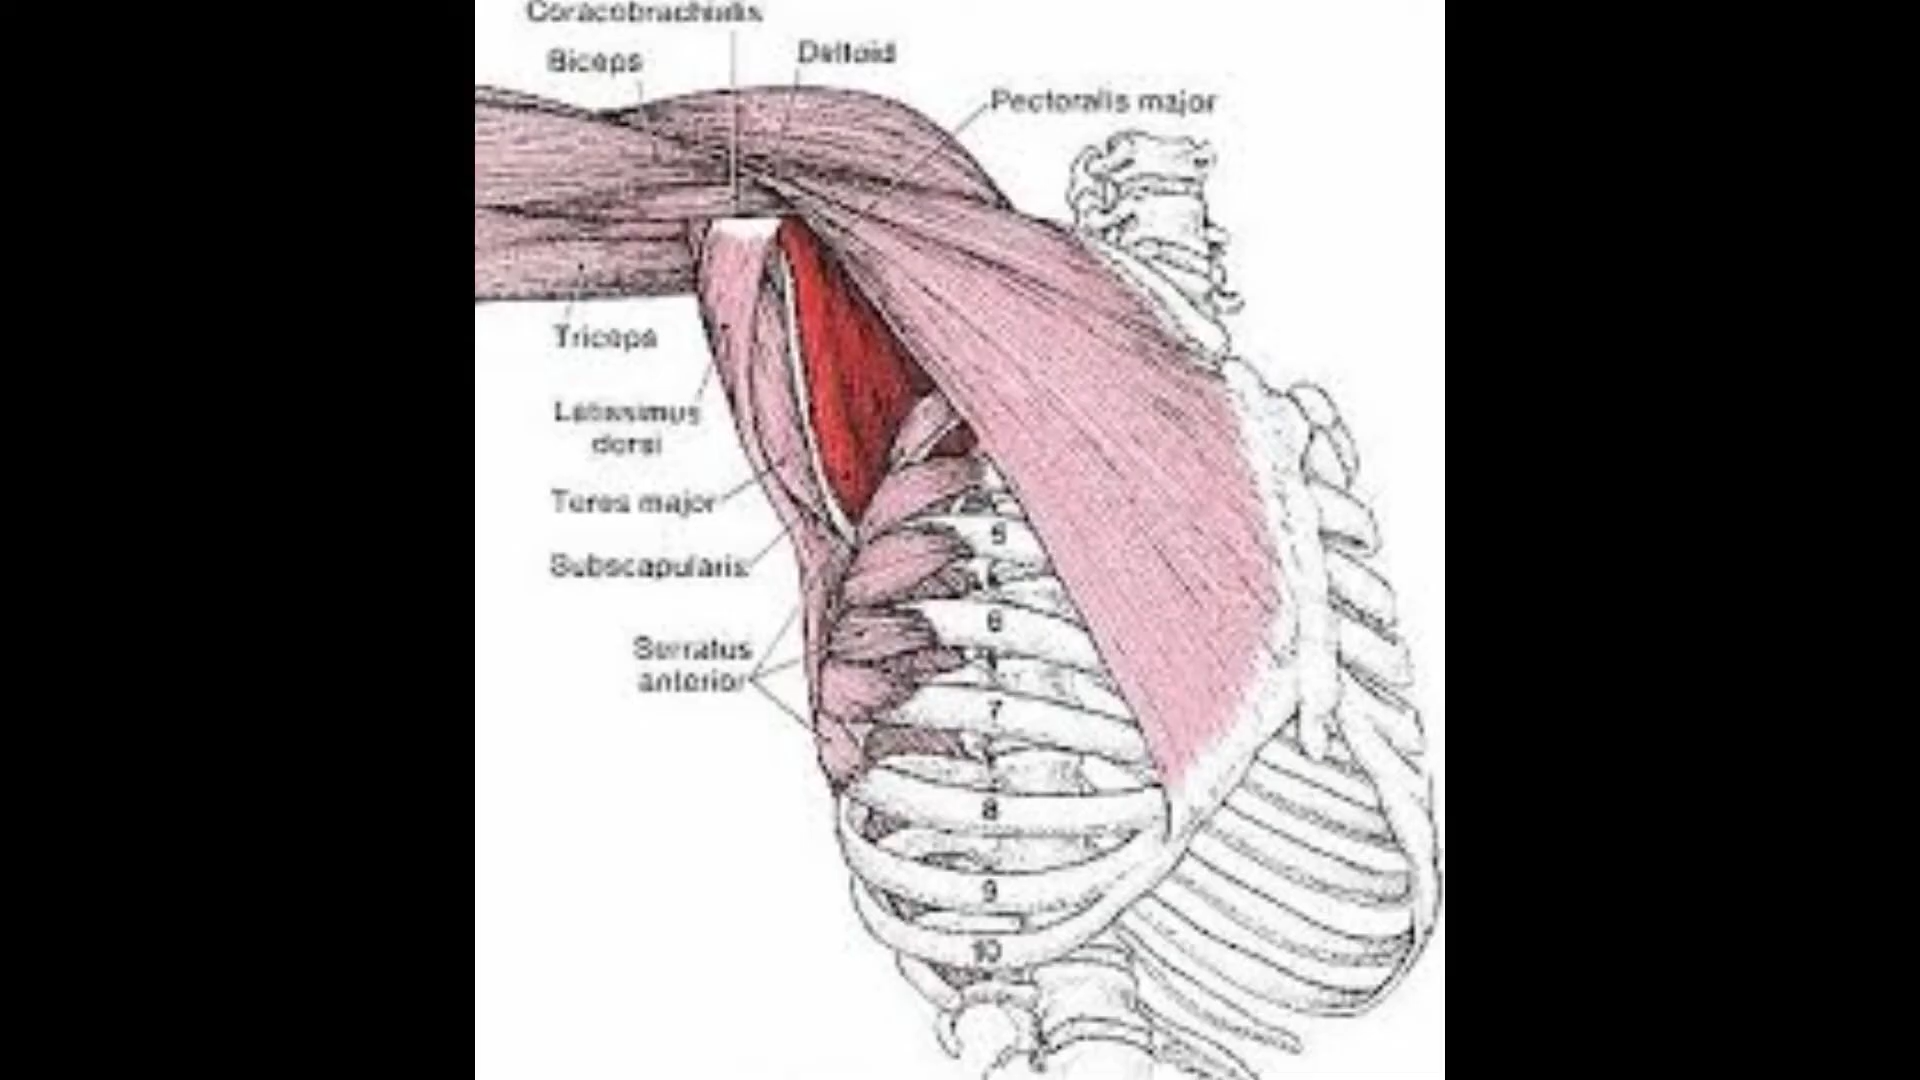 Coracobrachialis
Biceps
Deltoid
Pectoralis major
Triceps
Latissimus
dorsi
Teres major
Subscapularis
Serratus
anterior
5
6
7
8
9
10